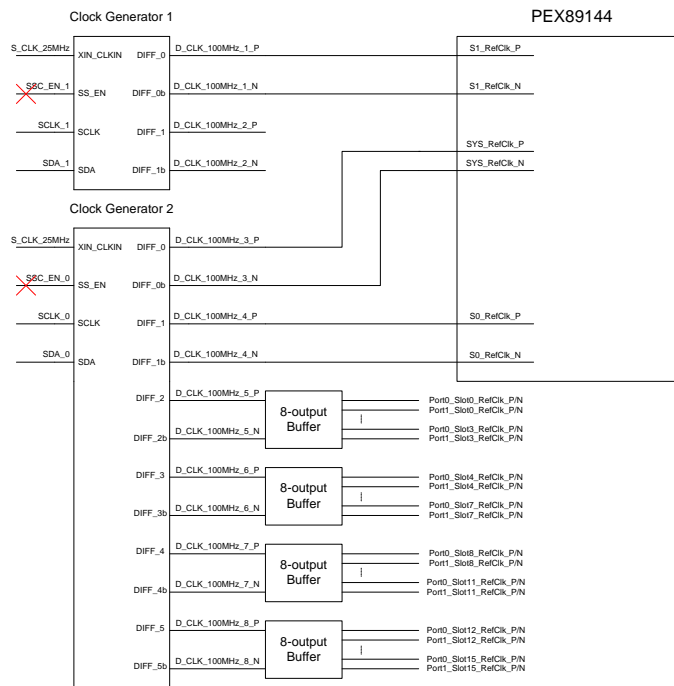 Clock Generator 1
PEX89144
S_CLK_25MHz XIN_CLKIN DIFF_0 D_CLK_100MHz_1_P S1_RefClk_P
SSC_EN_1 SS_EN DIFF_0b D_CLK_100MHz_1_N S1_RefClk_N
SCLK_1 SCLK DIFF_1 D_CLK_100MHz_2_P
SYS_RefClk_P
SDA_1 SDA DIFF_1b D_CLK_100MHz_2_N SYS_RefClk_N
Clock Generator 2
S_CLK_25MHz XIN_CLKIN DIFF_0 D_CLK_100MHz_3_P
SSC_EN_0 SS_EN DIFF_0b D_CLK_100MHz_3_N
SCLK_0 SCLK DIFF_1 D_CLK_100MHz_4_P S0_RefClk_P
SDA_0 SDA DIFF_1b D_CLK_100MHz_4_N S0_RefClk_N
DIFF_2 D_CLK_100MHz_5_P
DIFF_2b D_CLK_100MHz_5_N
8-output
Buffer
Port0_Slot0_RefClk_P/N
Port1_Slot0_RefClk_P/N
Port0_Slot3_RefClk_P/N
Port1_Slot3_RefClk_P/N
DIFF_3 D_CLK_100MHz_6_P
DIFF_3b D_CLK_100MHz_6_N
8-output
Buffer
Port0_Slot4_RefClk_P/N
Port1_Slot4_RefClk_P/N
Port0_Slot7_RefClk_P/N
Port1_Slot7_RefClk_P/N
DIFF_4 D_CLK_100MHz_7_P
DIFF_4b D_CLK_100MHz_7_N
8-output
Buffer
Port0_Slot8_RefClk_P/N
Port1_Slot8_RefClk_P/N
Port0_Slot11_RefClk_P/N
Port1_Slot11_RefClk_P/N
DIFF_5 D_CLK_100MHz_8_P
DIFF_5b D_CLK_100MHz_8_N
8-output
Buffer
Port0_Slot12_RefClk_P/N
Port1_Slot12_RefClk_P/N
Port0_Slot15_RefClk_P/N
Port1_Slot15_RefClk_P/N